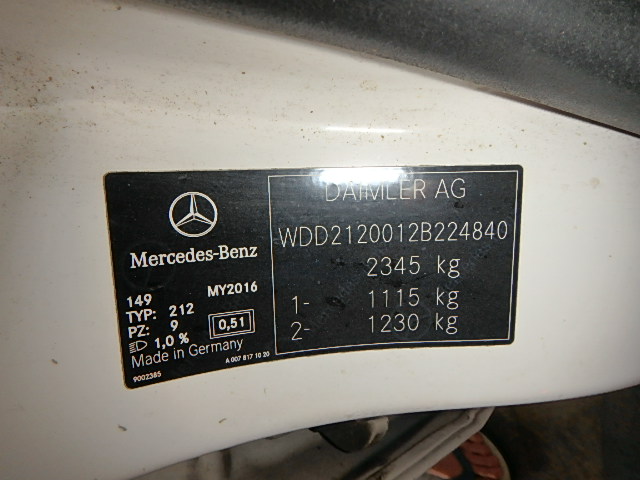 DAIMLER AG
Mercedes-Benz
WDD2120012B224840
2345 kg
1- 1115 kg
2- 1230 kg
149 MY2016
TYP: 212
PZ: 9 0,51
1,0 %
Made in Germany A 007 817 10 20
9002385